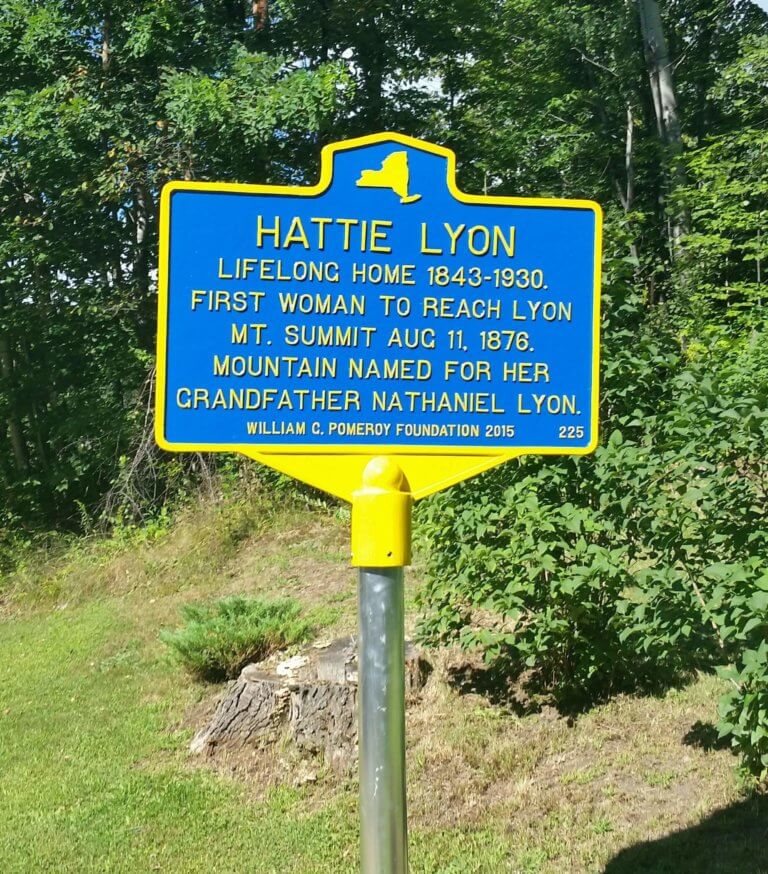 HATTIE LYON
LIFELONG HOME 1843-1930.
FIRST WOMAN TO REACH LYON
MT. SUMMIT AUG 11, 1876.
MOUNTAIN NAMED FOR HER
GRANDFATHER NATHANIEL LYON.
WILLIAM G. POMEROY FOUNDATION 2015 225